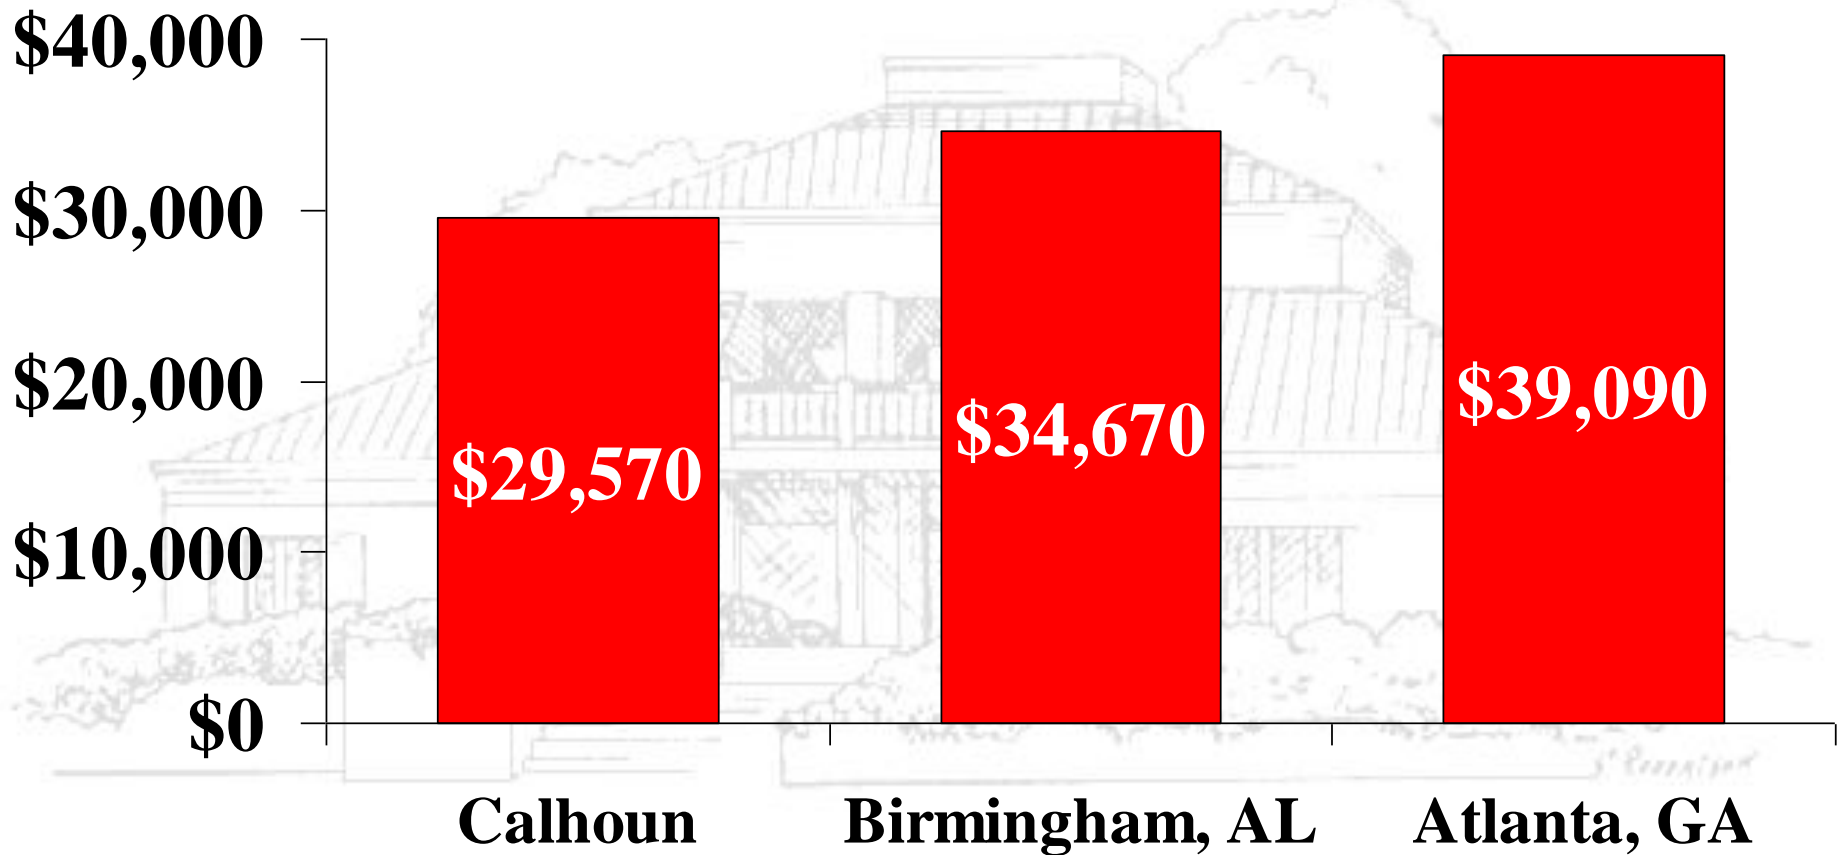 $40,000
$30,000
$20,000
$10,000
$0
$29,570
$34,670
$39,090
Calhoun
Birmingham, AL
Atlanta, GA